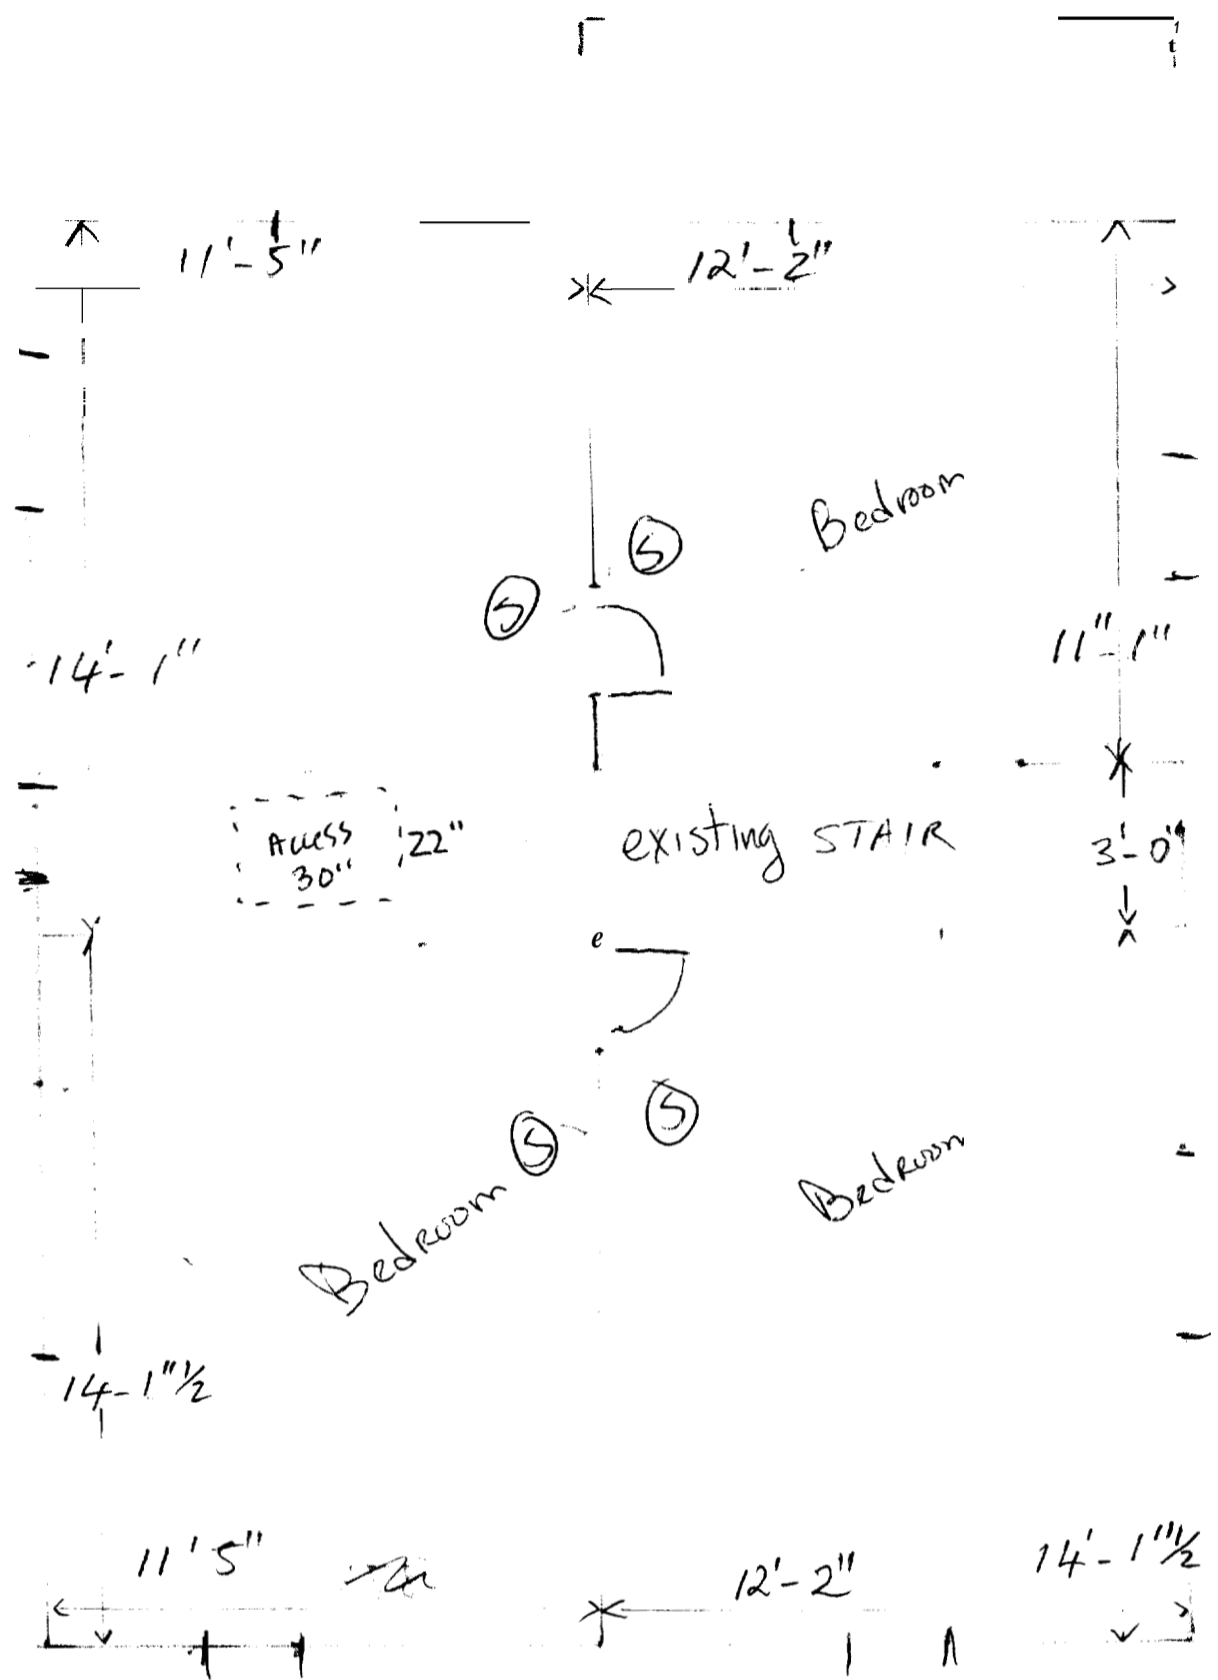 11'-5"
12'-2"
Bedroom
S
S
14'-1"
11"-1"
Access
30"
22"
existing STAIR
3'-0"
S
S
Bedroom
Bedroom
14-1"1/2
11'5"
12'-2"
14'-1"1/2